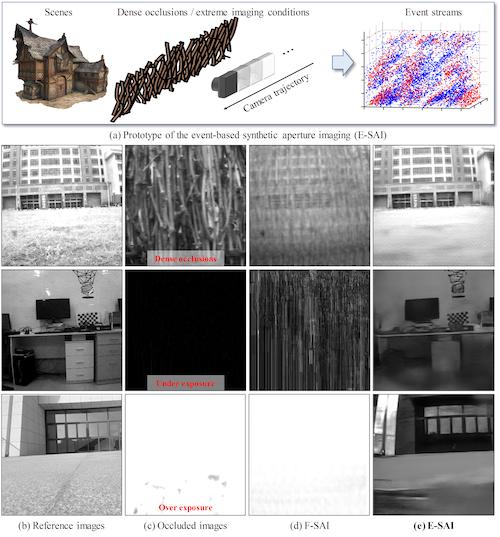 Scenes
Dense occlusions / extreme imaging conditions
Event streams
Camera trajectory
...
(a) Prototype of the event-based synthetic aperture imaging (E-SAI)
Dense occlusions
Under exposure
Over exposure
(b) Reference images
(c) Occluded images
(d) F-SAI
(e) E-SAI